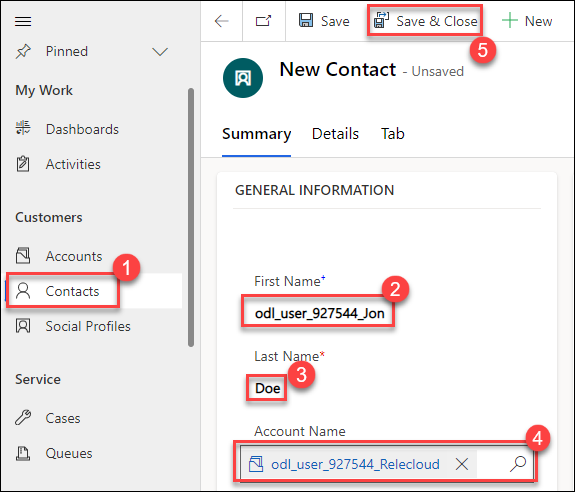 Pinned
My Work
Dashboards
Activities
Customers
Accounts
1
Contacts
Social Profiles
Service
Cases
Queues
Save
Save & Close
New
5
New Contact - Unsaved
Summary Details Tab
GENERAL INFORMATION
First Name+
2
odl_user_927544_Jon
Last Name*
3
Doe
Account Name
4
odl_user_927544_Relecloud